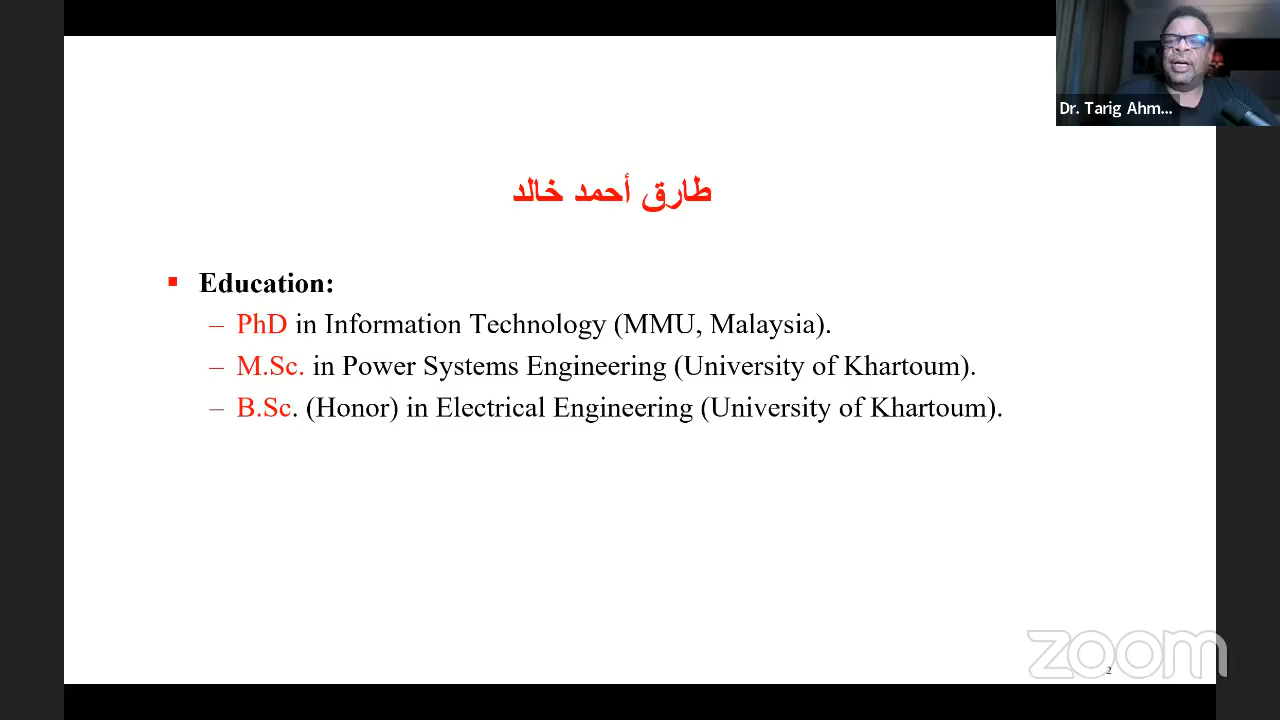 Dr. Tarig Ahm...
طارق أحمد خالد
▪ Education:
– PhD in Information Technology (MMU, Malaysia).
– M.Sc. in Power Systems Engineering (University of Khartoum).
– B.Sc. (Honor) in Electrical Engineering (University of Khartoum).
zoom
2